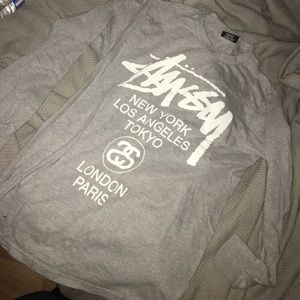 Stüssy
NEW YORK
LOS ANGELES
TOKYO
LONDON
PARIS